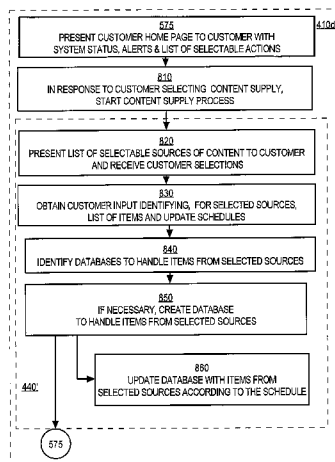 575
410d
PRESENT CUSTOMER HOME PAGE TO CUSTOMER WITH
SYSTEM STATUS, ALERTS & LIST OF SELECTABLE ACTIONS
810
IN RESPONSE TO CUSTOMER SELECTING CONTENT SUPPLY,
START CONTENT SUPPLY PROCESS
820
PRESENT LIST OF SELECTABLE SOURCES OF CONTENT TO CUSTOMER
AND RECEIVE CUSTOMER SELECTIONS
830
OBTAIN CUSTOMER INPUT IDENTIFYING, FOR SELECTED SOURCES,
LIST OF ITEMS AND UPDATE SCHEDULES
840
IDENTIFY DATABASES TO HANDLE ITEMS FROM SELECTED SOURCES
850
IF NECESSARY, CREATE DATABASE
TO HANDLE ITEMS FROM SELECTED SOURCES
860
UPDATE DATABASE WITH ITEMS FROM
SELECTED SOURCES ACCORDING TO THE SCHEDULE
440'
575